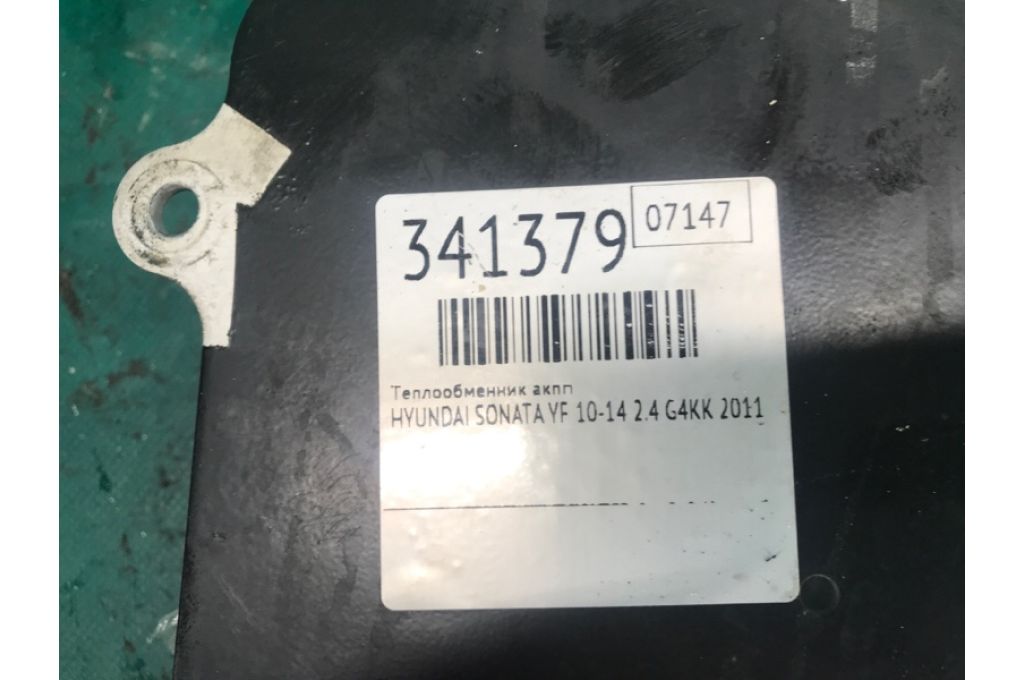 341379
07147
Теплообменник акпп
HYUNDAI SONATA YF 10-14 2.4 G4KK 2011